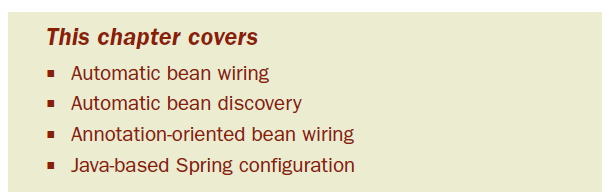 This chapter covers
■ Automatic bean wiring
■ Automatic bean discovery
■ Annotation-oriented bean wiring
■ Java-based Spring configuration